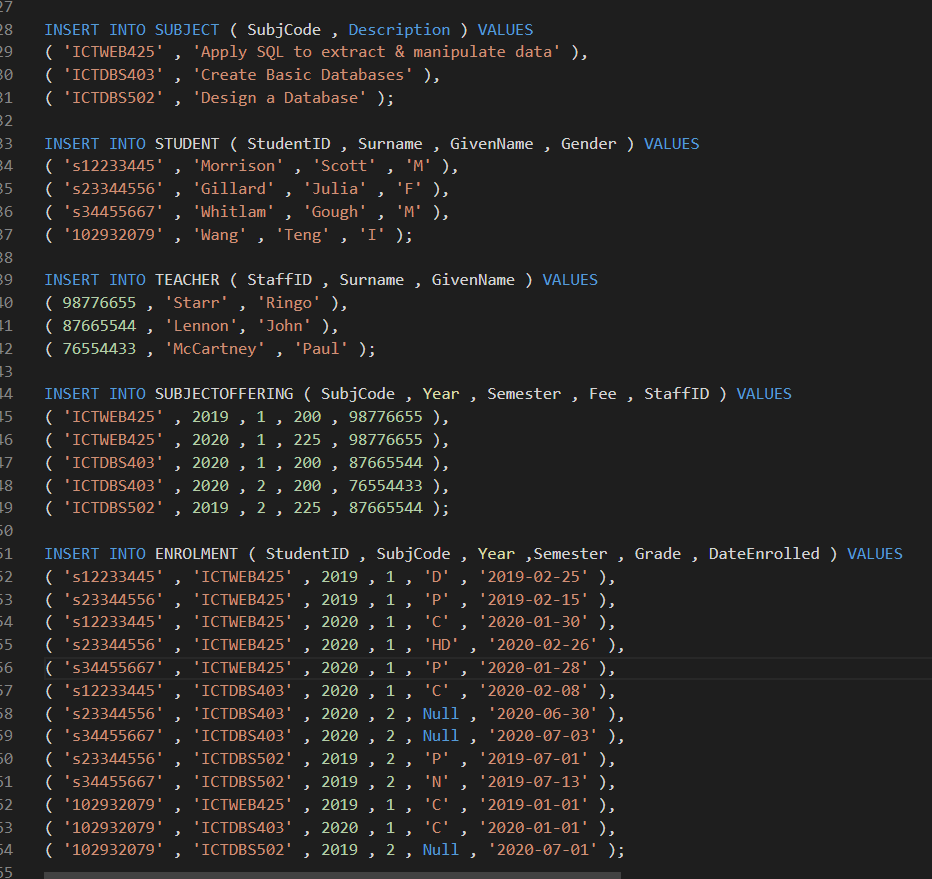 27
28 INSERT INTO SUBJECT ( SubjCode , Description ) VALUES
29 ( 'ICTWEB425' , 'Apply SQL to extract & manipulate data' ),
30 ( 'ICTDBS403' , 'Create Basic Databases' ),
31 ( 'ICTDBS502' , 'Design a Database' );
32
33 INSERT INTO STUDENT ( StudentID , Surname , GivenName , Gender ) VALUES
34 ( 's12233445' , 'Morrison' , 'Scott' , 'M' ),
35 ( 's23344556' , 'Gillard' , 'Julia' , 'F' ),
36 ( 's34455667' , 'Whitlam' , 'Gough' , 'M' ),
37 ( '102932079' , 'Wang' , 'Teng' , 'I' );
38
39 INSERT INTO TEACHER ( StaffID , Surname , GivenName ) VALUES
40 ( 98776655 , 'Starr' , 'Ringo' ),
41 ( 87665544 , 'Lennon', 'John' ),
42 ( 76554433 , 'McCartney' , 'Paul' );
43
44 INSERT INTO SUBJECTOFFERING ( SubjCode , Year , Semester , Fee , StaffID ) VALUES
45 ( 'ICTWEB425' , 2019 , 1 , 200 , 98776655 ),
46 ( 'ICTWEB425' , 2020 , 1 , 225 , 98776655 ),
47 ( 'ICTDBS403' , 2020 , 1 , 200 , 87665544 ),
48 ( 'ICTDBS403' , 2020 , 2 , 200 , 76554433 ),
49 ( 'ICTDBS502' , 2019 , 2 , 225 , 87665544 );
50
51 INSERT INTO ENROLMENT ( StudentID , SubjCode , Year ,Semester , Grade , DateEnrolled ) VALUES
52 ( 's12233445' , 'ICTWEB425' , 2019 , 1 , 'D' , '2019-02-25' ),
53 ( 's23344556' , 'ICTWEB425' , 2019 , 1 , 'P' , '2019-02-15' ),
54 ( 's12233445' , 'ICTWEB425' , 2020 , 1 , 'C' , '2020-01-30' ),
55 ( 's23344556' , 'ICTWEB425' , 2020 , 1 , 'HD' , '2020-02-26' ),
56 ( 's34455667' , 'ICTWEB425' , 2020 , 1 , 'P' , '2020-01-28' ),
57 ( 's12233445' , 'ICTDBS403' , 2020 , 1 , 'C' , '2020-02-08' ),
58 ( 's23344556' , 'ICTDBS403' , 2020 , 2 , Null , '2020-06-30' ),
59 ( 's34455667' , 'ICTDBS403' , 2020 , 2 , Null , '2020-07-03' ),
60 ( 's23344556' , 'ICTDBS502' , 2019 , 2 , 'P' , '2019-07-01' ),
61 ( 's34455667' , 'ICTDBS502' , 2019 , 2 , 'N' , '2019-07-13' ),
62 ( '102932079' , 'ICTWEB425' , 2019 , 1 , 'C' , '2019-01-01' ),
63 ( '102932079' , 'ICTDBS403' , 2020 , 1 , 'C' , '2020-01-01' ),
64 ( '102932079' , 'ICTDBS502' , 2019 , 2 , Null , '2020-07-01' );
65